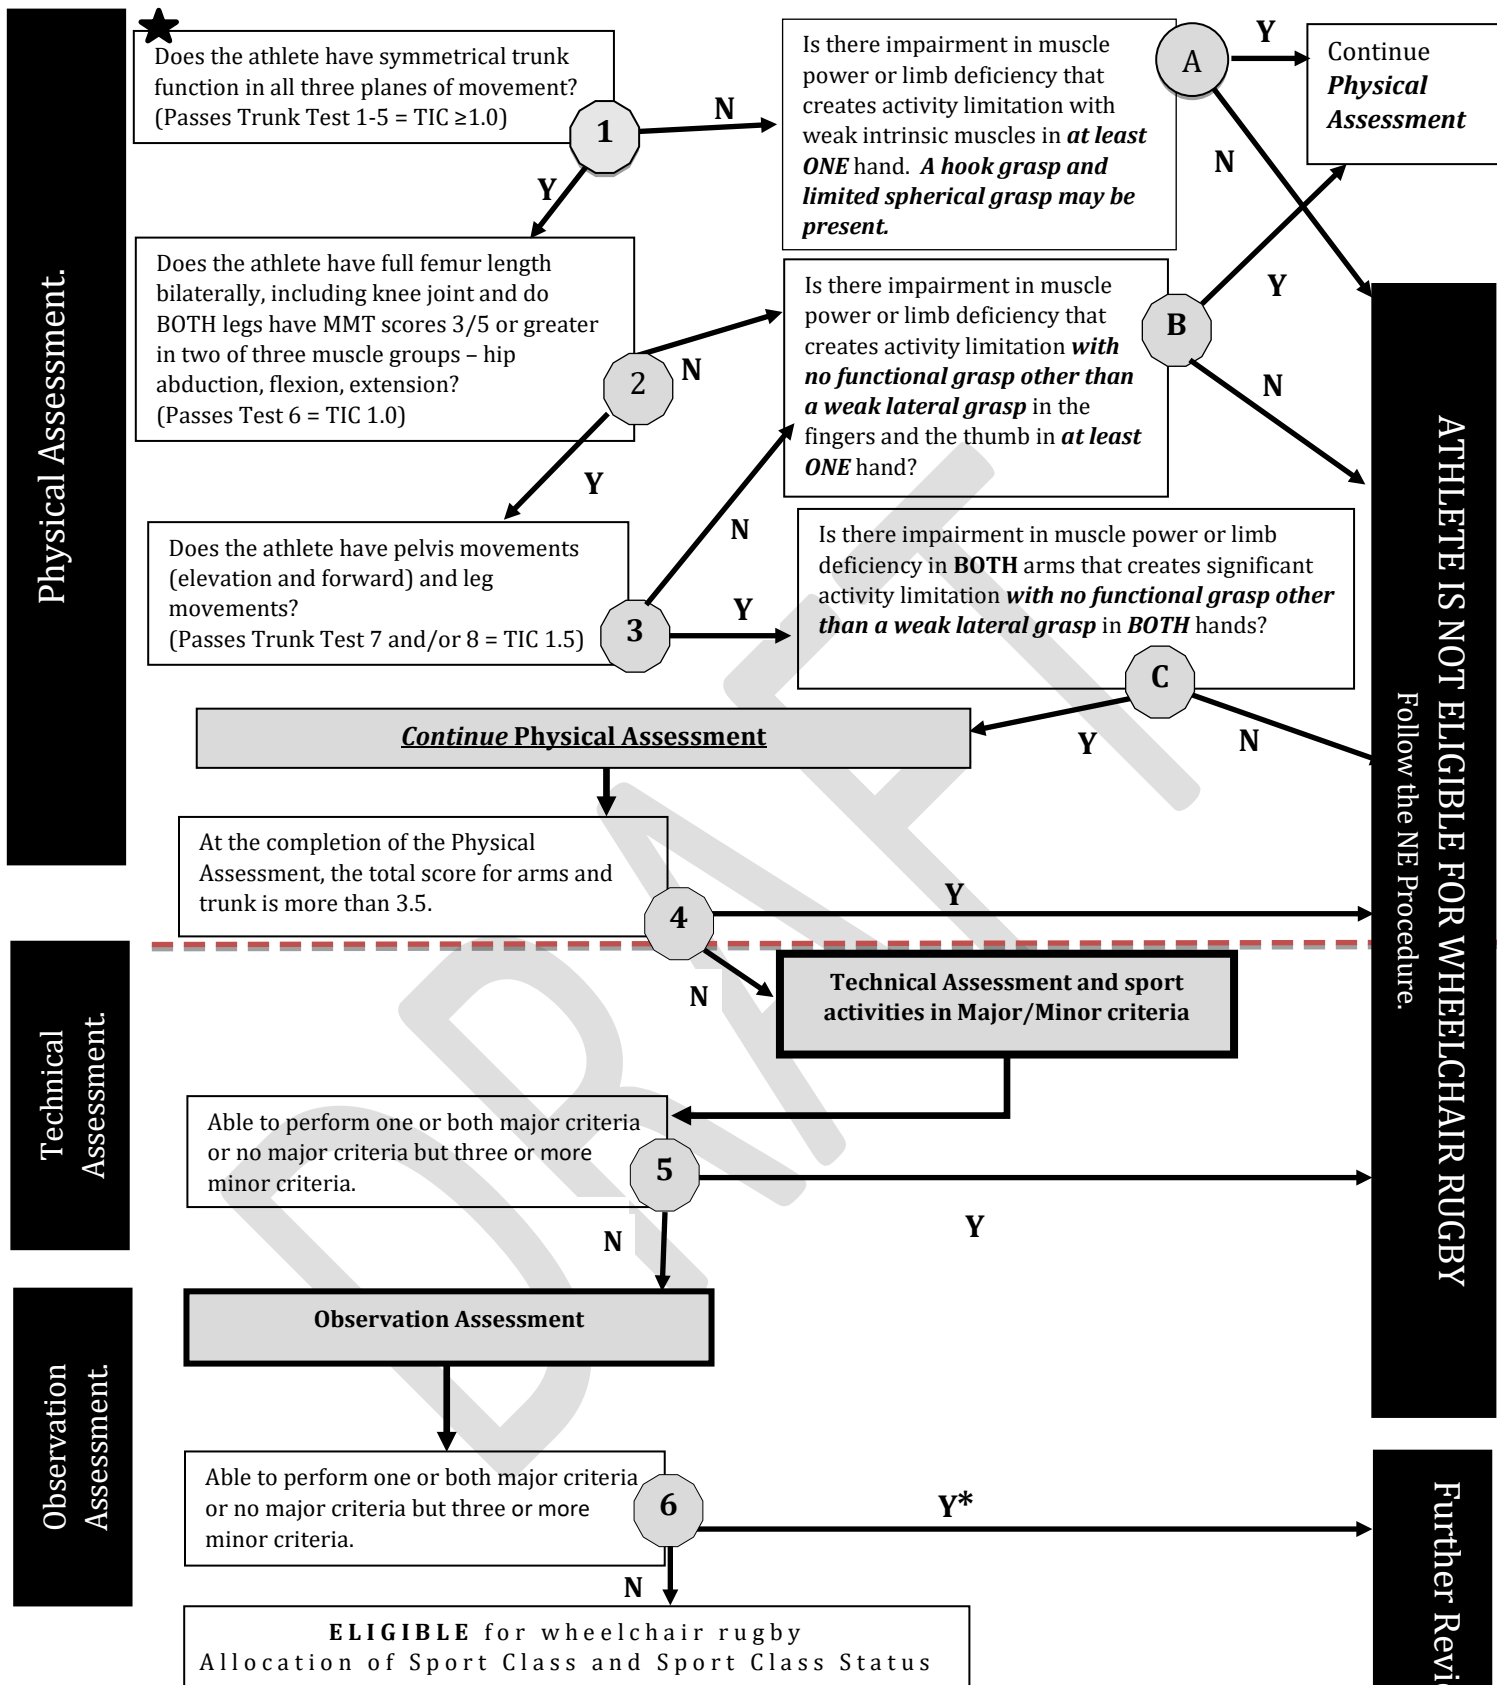 Physical Assessment.
Does the athlete have symmetrical trunk
function in all three planes of movement?
(Passes Trunk Test 1-5 = TIC ≥1.0)
1
N
Y
Is there impairment in muscle
power or limb deficiency that
creates activity limitation with
weak intrinsic muscles in at least
ONE hand. A hook grasp and
limited spherical grasp may be
present.
A
Y
N
Continue
Physical
Assessment
Does the athlete have full femur length
bilaterally, including knee joint and do
BOTH legs have MMT scores 3/5 or greater
in two of three muscle groups – hip
abduction, flexion, extension?
(Passes Test 6 = TIC 1.0)
2
N
Y
Is there impairment in muscle
power or limb deficiency that
creates activity limitation with
no functional grasp other than
a weak lateral grasp in the
fingers and the thumb in at least
ONE hand?
B
Y
N
Does the athlete have pelvis movements
(elevation and forward) and leg
movements?
(Passes Trunk Test 7 and/or 8 = TIC 1.5)
3
N
Y
Is there impairment in muscle power or limb
deficiency in BOTH arms that creates significant
activity limitation with no functional grasp other
than a weak lateral grasp in BOTH hands?
C
Y
N
Continue Physical Assessment
At the completion of the Physical
Assessment, the total score for arms and
trunk is more than 3.5.
4
Y
N
ATHLETE IS NOT ELIGIBLE FOR WHEELCHAIR RUGBY
Follow the NE Procedure.
Technical
Assessment.
Technical Assessment and sport
activities in Major/Minor criteria
Able to perform one or both major criteria
or no major criteria but three or more
minor criteria.
5
N
Y
Observation
Assessment.
Observation Assessment
Able to perform one or both major criteria
or no major criteria but three or more
minor criteria.
6
Y*
N
ELIGIBLE for wheelchair rugby
Allocation of Sport Class and Sport Class Status
Further
DRAFT